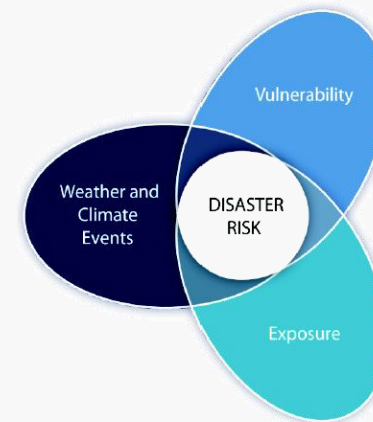 Vulnerability
Weather and
Climate
Events
DISASTER
RISK
Exposure